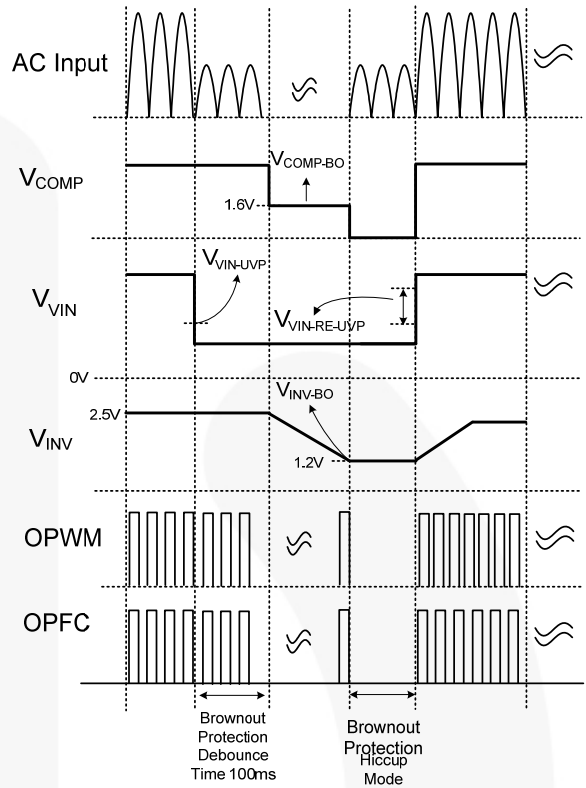 AC Input
VCOMP
VCOMP-BO
1.6V
VVIN-UVP
VVIN
VVIN-RE-UVP
0V
VINV-BO
2.5V
VINV
1.2V
OPWM
OPFC
Brownout
Protection
Debounce
Time 100ms
Brownout
Protection
Hiccup
Mode